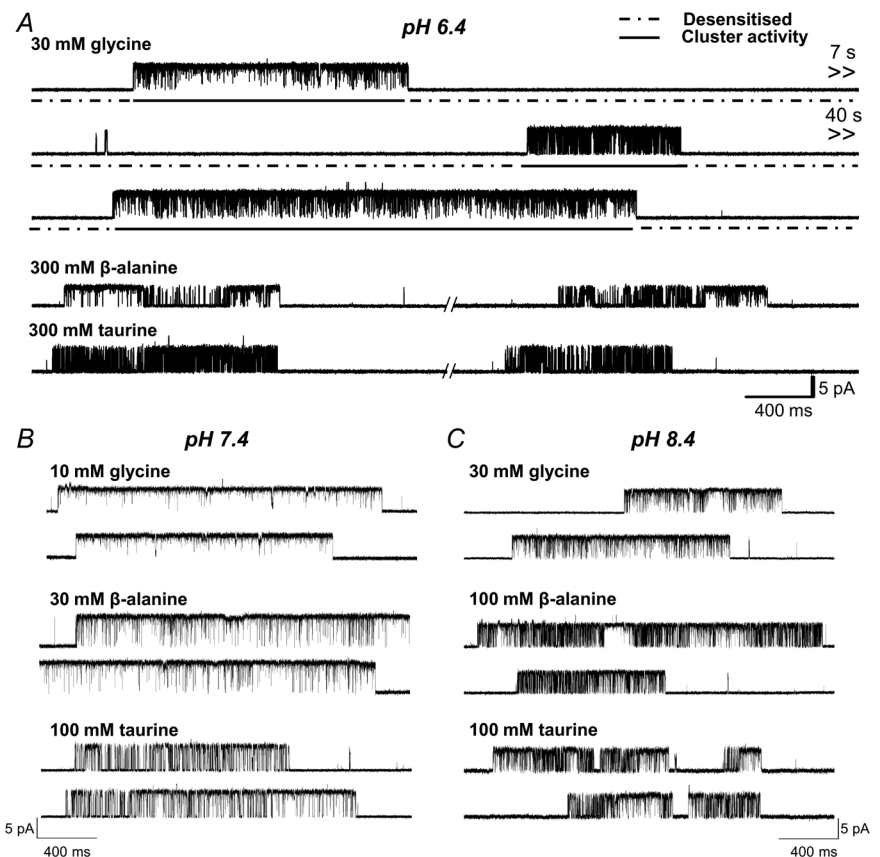 A
pH 6.4
Desensitised
Cluster activity
30 mM glycine
7 s
>>
40 s
>>
300 mM β-alanine
300 mM taurine
5 pA
400 ms
B
pH 7.4
10 mM glycine
30 mM β-alanine
100 mM taurine
5 pA
400 ms
C
pH 8.4
30 mM glycine
100 mM β-alanine
100 mM taurine
5 pA
400 ms